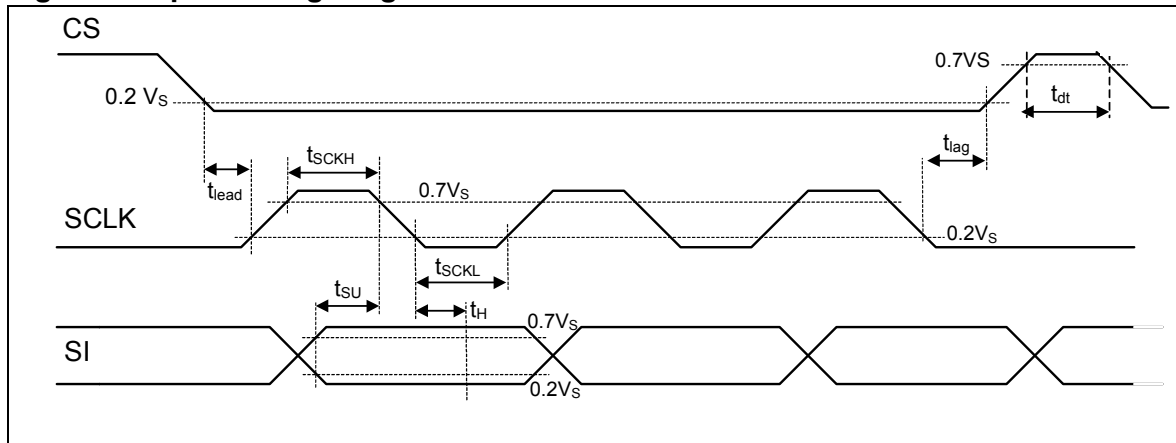 CS
0.7VS
0.2 VS
tdt
tSCKH
tlag
tlead
0.7VS
SCLK
0.2VS
tSCKL
tSU
tH
0.7VS
SI
0.2VS